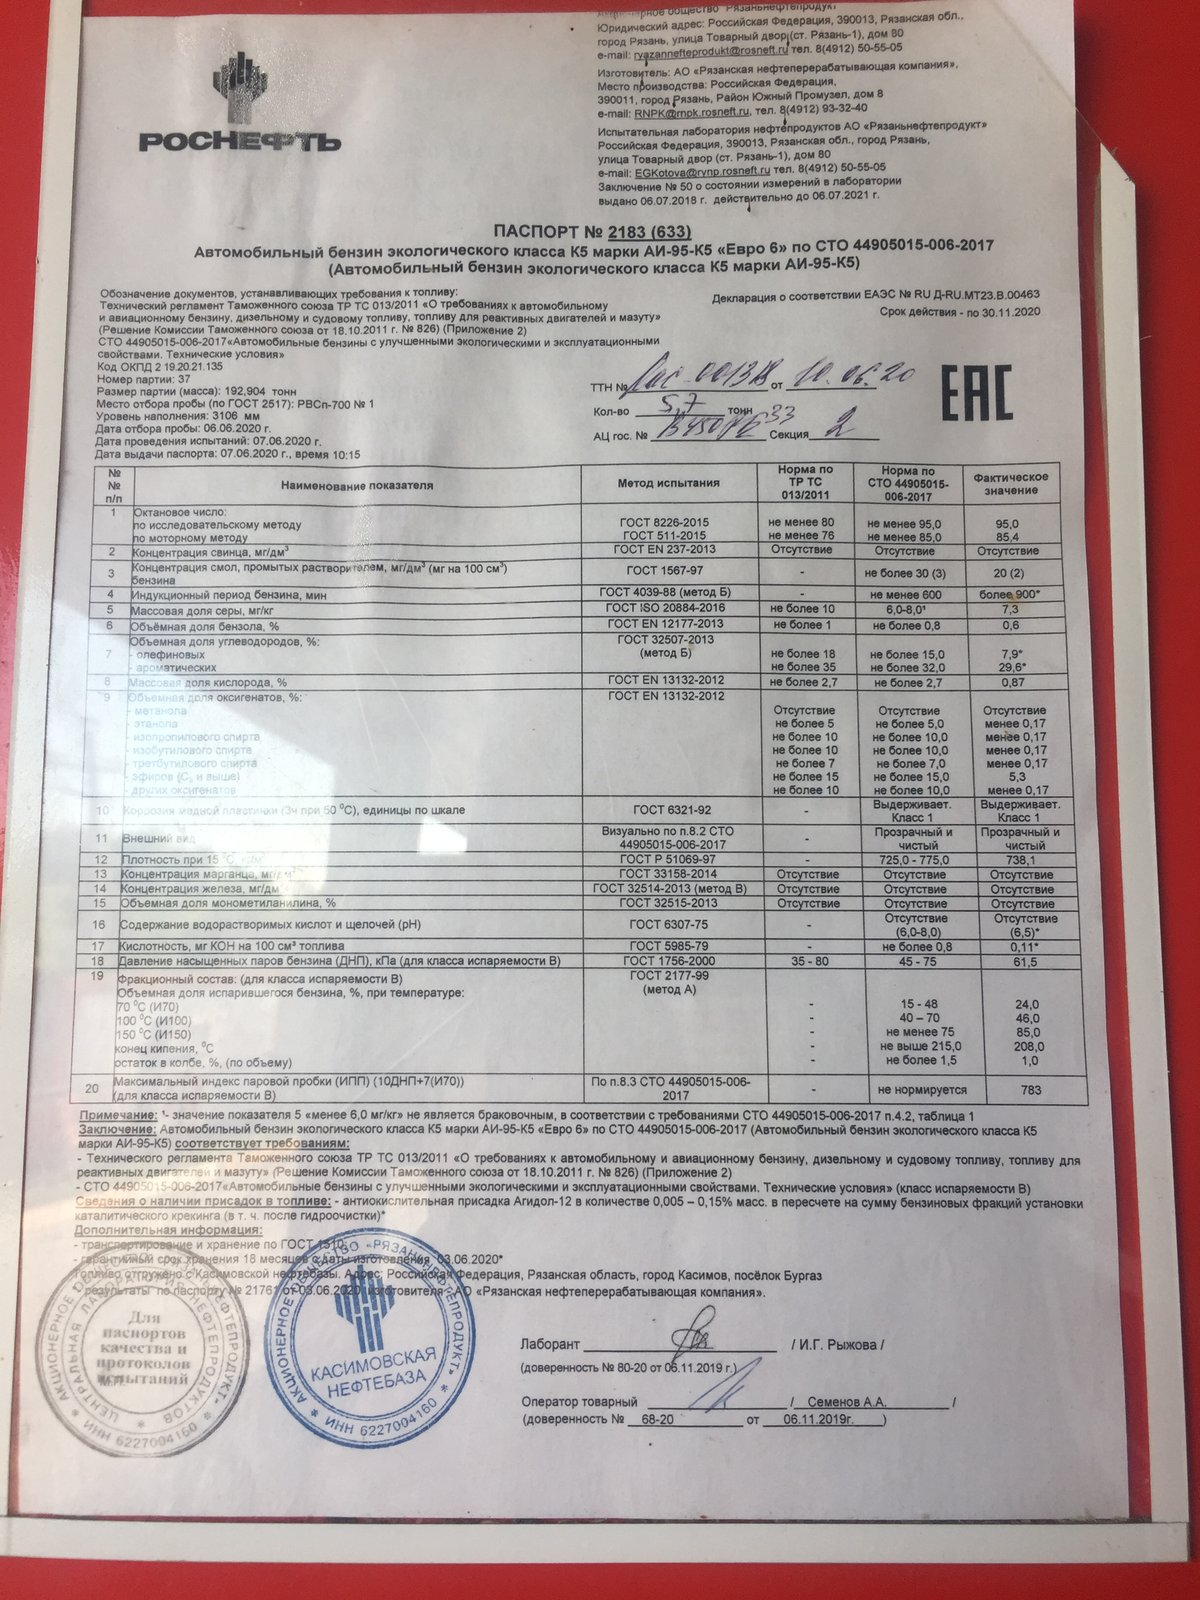 РОСНЕФТЬ
Акционерное общество "Рязаньнефтепродукт"
Юридический адрес: Российская Федерация, 390013, Рязанская обл.,
город Рязань, улица Товарный двор (ст. Рязань-1), дом 80
e-mail: ryazannefteprodukt@rosneft.ru тел. 8(4912) 50-55-05
Изготовитель: АО «Рязанская нефтеперерабатывающая компания»,
Место производства: Российская Федерация,
390011, город Рязань, Район Южный Промузел, дом 8
e-mail: RNPK@rnpk.rosneft.ru, тел. 8(4912) 93-32-40
Испытательная лаборатория нефтепродуктов АО «Рязаньнефтепродукт»
Российская Федерация, 390013, Рязанская обл., город Рязань,
улица Товарный двор (ст. Рязань-1), дом 80
e-mail: EGKotova@rvnp.rosneft.ru тел. 8(4912) 50-55-05
Заключение № 50 о состоянии измерений в лаборатории
выдано 06.07.2018 г. действительно до 06.07.2021 г.
ПАСПОРТ № 2183 (633)
Автомобильный бензин экологического класса К5 марки АИ-95-К5 «Евро 6» по СТО 44905015-006-2017
(Автомобильный бензин экологического класса К5 марки АИ-95-К5)
Обозначение документов, устанавливающих требования к топливу:
Технический регламент Таможенного союза ТР ТС 013/2011 «О требованиях к автомобильному
и авиационному бензину, дизельному и судовому топливу, топливу для реактивных двигателей и мазуту»
(Решение Комиссии Таможенного союза от 18.10.2011 г. № 826) (Приложение 2)
СТО 44905015-006-2017«Автомобильные бензины с улучшенными экологическими и эксплуатационными
свойствами. Технические условия»
Код ОКПД 2 19.20.21.135
Номер партии: 37
Размер партии (масса): 192,904 тонн
Место отбора пробы (по ГОСТ 2517): РВСп-700 № 1
Уровень наполнения: 3106 мм
Дата отбора пробы: 06.06.2020 г.
Дата проведения испытаний: 07.06.2020 г.
Дата выдачи паспорта: 07.06.2020 г., время 10:15
Декларация о соответствии ЕАЭС № RU Д-RU.МТ23.В.00463
Срок действия - по 30.11.2020
ТТН № от 10.06.20
Кол-во 5,7 тонн
АЦ гос. № Секция 2
EAC
№ № п/п Наименование показателя Метод испытания Норма по ТР ТС 013/2011 Норма по СТО 44905015-006-2017 Фактическое значение
1 Октановое число:
по исследовательскому методу ГОСТ 8226-2015 не менее 80 не менее 95,0 95,0
по моторному методу ГОСТ 511-2015 не менее 76 не менее 85,0 85,4
2 Концентрация свинца, мг/дм³ ГОСТ EN 237-2013 Отсутствие Отсутствие Отсутствие
3 Концентрация смол, промытых растворителем, мг/дм³ (мг на 100 см³) бензина ГОСТ 1567-97 - не более 30 (3) 20 (2)
4 Индукционный период бензина, мин ГОСТ 4039-88 (метод Б) - не менее 600 более 900*
5 Массовая доля серы, мг/кг ГОСТ ISO 20884-2016 не более 10 6,0-8,0¹ 7,3
6 Объёмная доля бензола, % ГОСТ EN 12177-2013 не более 1 не более 0,8 0,6
7 Объемная доля углеводородов, %: ГОСТ 32507-2013 (метод Б)
- олефиновых не более 18 не более 15,0 7,9*
- ароматических не более 35 не более 32,0 29,6*
8 Массовая доля кислорода, % ГОСТ EN 13132-2012 не более 2,7 не более 2,7 0,87
9 Объемная доля оксигенатов, %: ГОСТ EN 13132-2012
- метанола Отсутствие Отсутствие Отсутствие
- этанола не более 5 не более 5,0 менее 0,17
- изопропилового спирта не более 10 не более 10,0 менее 0,17
- изобутилового спирта не более 10 не более 10,0 менее 0,17
- третбутилового спирта не более 7 не более 7,0 менее 0,17
- эфиров (С₅ и выше) не более 15 не более 15,0 5,3
- других оксигенатов не более 10 не более 10,0 менее 0,17
10 Коррозия медной пластинки (3ч при 50 ⁰С), единицы по шкале ГОСТ 6321-92 - Выдерживает. Класс 1 Выдерживает. Класс 1
11 Внешний вид Визуально по п.8.2 СТО 44905015-006-2017 - Прозрачный и чистый Прозрачный и чистый
12 Плотность при 15 ⁰С, ГОСТ Р 51069-97 - 725,0 - 775,0 738,1
13 Концентрация марганца, мг/дм³ ГОСТ 33158-2014 Отсутствие Отсутствие Отсутствие
14 Концентрация железа, мг/дм³ ГОСТ 32514-2013 (метод В) Отсутствие Отсутствие Отсутствие
15 Объемная доля монометиланилина, % ГОСТ 32515-2013 Отсутствие Отсутствие Отсутствие
16 Содержание водорастворимых кислот и щелочей (рН) ГОСТ 6307-75 - Отсутствие (6,0-8,0) Отсутствие (6,5)*
17 Кислотность, мг КОН на 100 см³ топлива ГОСТ 5985-79 - не более 0,8 0,11*
18 Давление насыщенных паров бензина (ДНП), кПа (для класса испаряемости В) ГОСТ 1756-2000 35 - 80 45 - 75 61,5
19 Фракционный состав: (для класса испаряемости В) ГОСТ 2177-99 (метод А)
Объемная доля испарившегося бензина, %, при температуре:
70 ⁰С (И70) - 15 - 48 24,0
100 ⁰С (И100) - 40 – 70 46,0
150 ⁰С (И150) - не менее 75 85,0
конец кипения, ⁰С - не выше 215,0 208,0
остаток в колбе, %, (по объему) - не более 1,5 1,0
20 Максимальный индекс паровой пробки (ИПП) (10ДНП+7(И70)) (для класса испаряемости В) По п.8.3 СТО 44905015-006-2017 - не нормируется 783
Примечание: ¹- значение показателя 5 «менее 6,0 мг/кг» не является браковочным, в соответствии с требованиями СТО 44905015-006-2017 п.4.2, таблица 1
Заключение: Автомобильный бензин экологического класса К5 марки АИ-95-К5 «Евро 6» по СТО 44905015-006-2017 (Автомобильный бензин экологического класса К5
марки АИ-95-К5) соответствует требованиям:
- Технического регламента Таможенного союза ТР ТС 013/2011 «О требованиях к автомобильному и авиационному бензину, дизельному и судовому топливу, топливу для
реактивных двигателей и мазуту» (Решение Комиссии Таможенного союза от 18.10.2011 г. № 826) (Приложение 2)
- СТО 44905015-006-2017«Автомобильные бензины с улучшенными экологическими и эксплуатационными свойствами. Технические условия» (класс испаряемости В)
Сведения о наличии присадок в топливе: - антиокислительная присадка Агидол-12 в количестве 0,005 – 0,15% масс. в пересчете на сумму бензиновых фракций установки
каталитического крекинга (в т. ч. после гидроочистки)*
Дополнительная информация:
- транспортирование и хранение по ГОСТ 1510
- гарантийный срок хранения 18 месяцев с даты изготовления 03.06.2020*
Топливо отгружено с Касимовской нефтебазы. Адрес: Российская Федерация, Рязанская область, город Касимов, посёлок Бургаз
* результаты по паспорту № 21761 от 03.06.2020 изготовителя - АО «Рязанская нефтеперерабатывающая компания».
Лаборант / И.Г. Рыжова /
(доверенность № 80-20 от 06.11.2019 г.)
Оператор товарный / Семенов А.А. /
(доверенность № 68-20 от 06.11.2019г. )
АКЦИОНЕРНОЕ ОБЩЕСТВО «РЯЗАНЬНЕФТЕПРОДУКТ»
ИНН 6227004160
Для
паспортов
качества и
протоколов
испытаний
М.П.
АКЦИОНЕРНОЕ ОБЩЕСТВО «РЯЗАНЬНЕФТЕПРОДУКТ»
КАСИМОВСКАЯ
НЕФТЕБАЗА
ИНН 6227004160